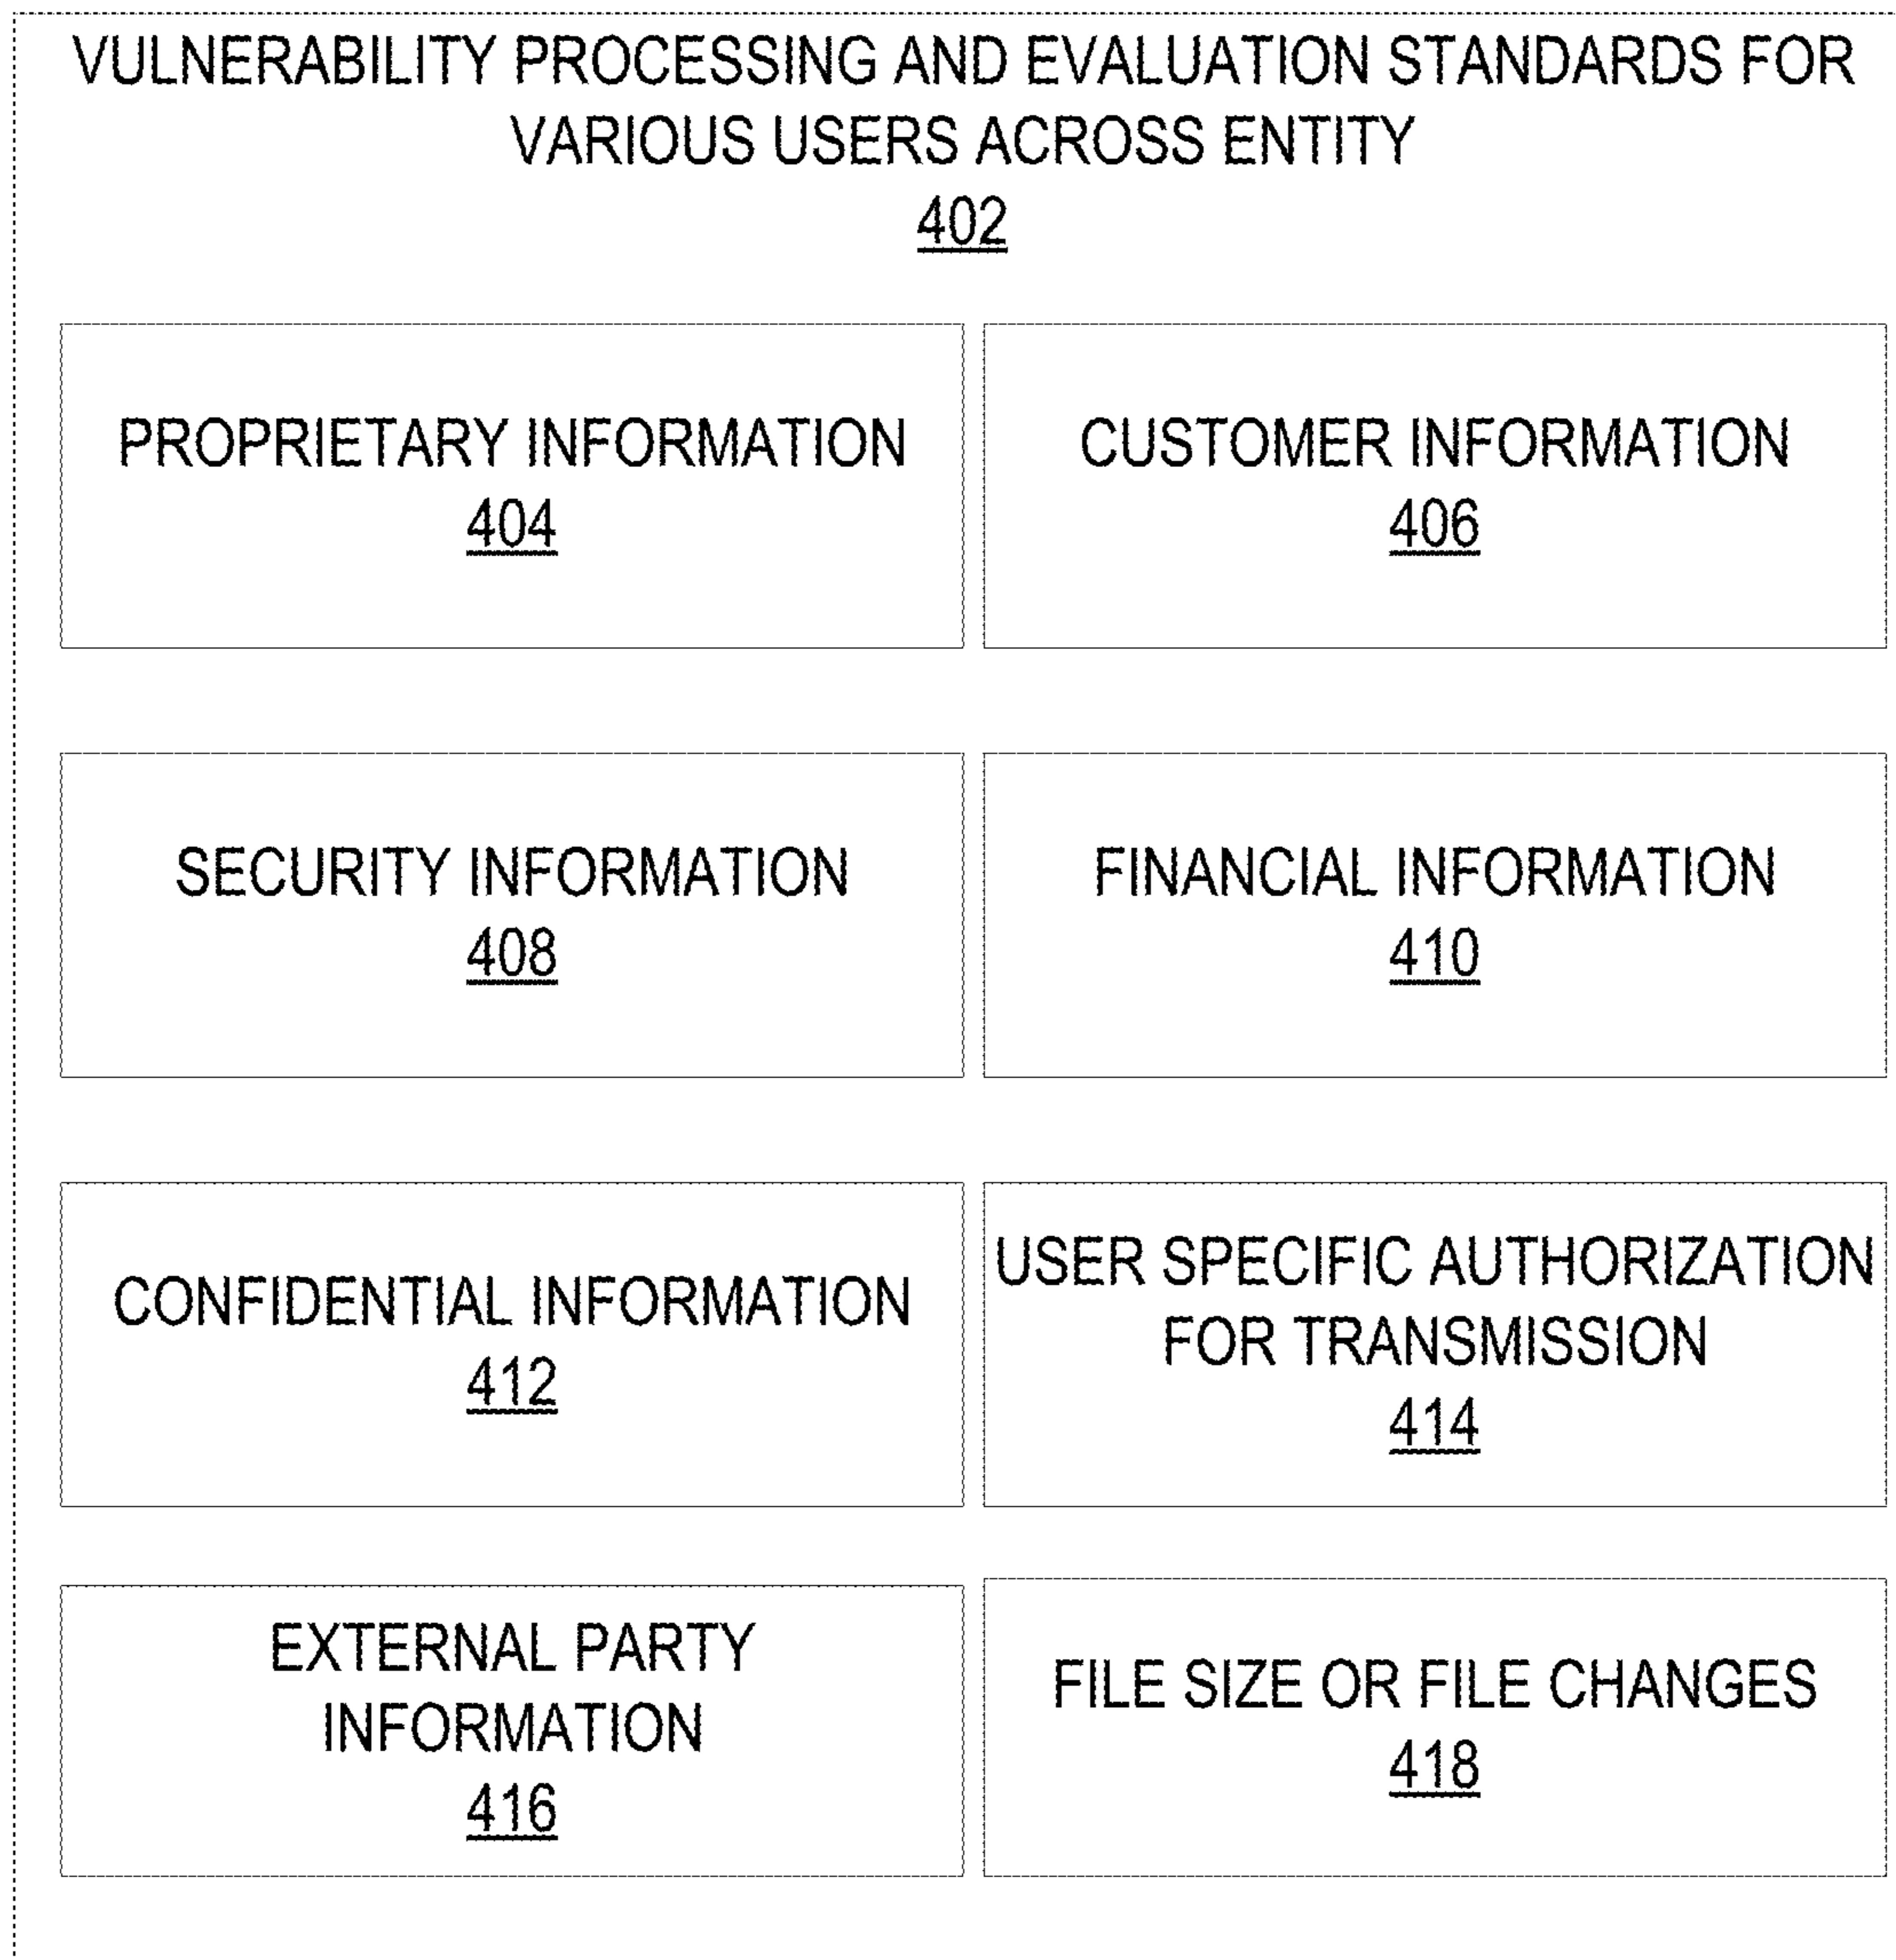 VULNERABILITY PROCESSING AND EVALUATION STANDARDS FOR
VARIOUS USERS ACROSS ENTITY
402
PROPRIETARY INFORMATION
404
CUSTOMER INFORMATION
406
SECURITY INFORMATION
408
FINANCIAL INFORMATION
410
CONFIDENTIAL INFORMATION
412
USER SPECIFIC AUTHORIZATION
FOR TRANSMISSION
414
EXTERNAL PARTY
INFORMATION
416
FILE SIZE OR FILE CHANGES
418